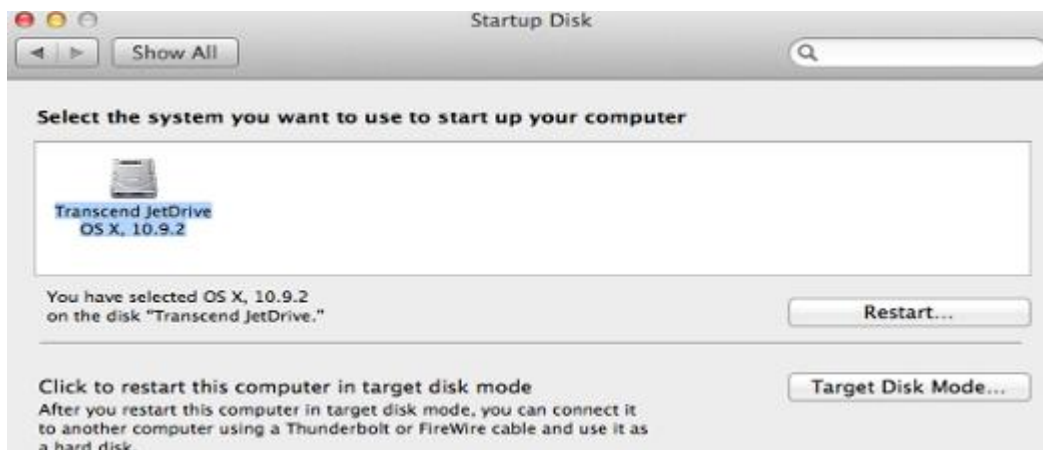 Startup Disk
Show All
Select the system you want to use to start up your computer
Transcend JetDrive
OS X, 10.9.2
You have selected OS X, 10.9.2
on the disk "Transcend JetDrive."
Restart...
Click to restart this computer in target disk mode
Target Disk Mode...
After you restart this computer in target disk mode, you can connect it
to another computer using a Thunderbolt or FireWire cable and use it as
a hard disk.